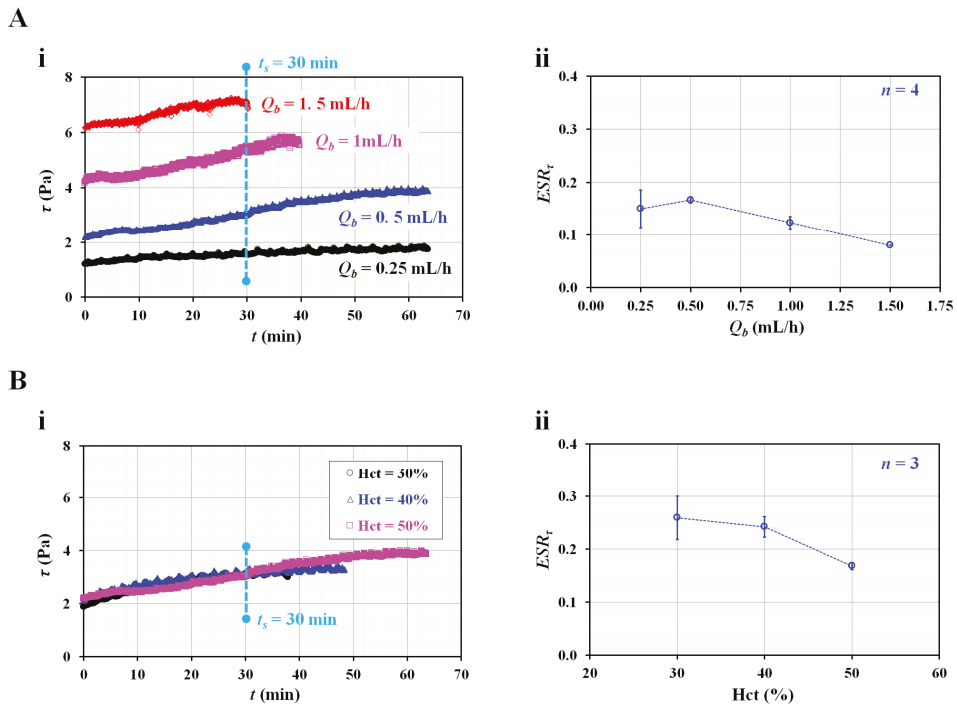 A
i
t_s = 30 min
8
6
4
2
0
τ (Pa)
Q_b = 1. 5 mL/h
Q_b = 1mL/h
Q_b = 0. 5 mL/h
Q_b = 0.25 mL/h
0 10 20 30 40 50 60 70
t (min)
ii
n = 4
0.4
0.3
0.2
0.1
0.0
ESR_τ
0.00 0.25 0.50 0.75 1.00 1.25 1.50 1.75
Q_b (mL/h)
B
i
8
6
4
2
0
τ (Pa)
Hct = 30%
Hct = 40%
Hct = 50%
t_s = 30 min
0 10 20 30 40 50 60 70
t (min)
ii
n = 3
0.4
0.3
0.2
0.1
0.0
ESR_τ
20 30 40 50 60
Hct (%)